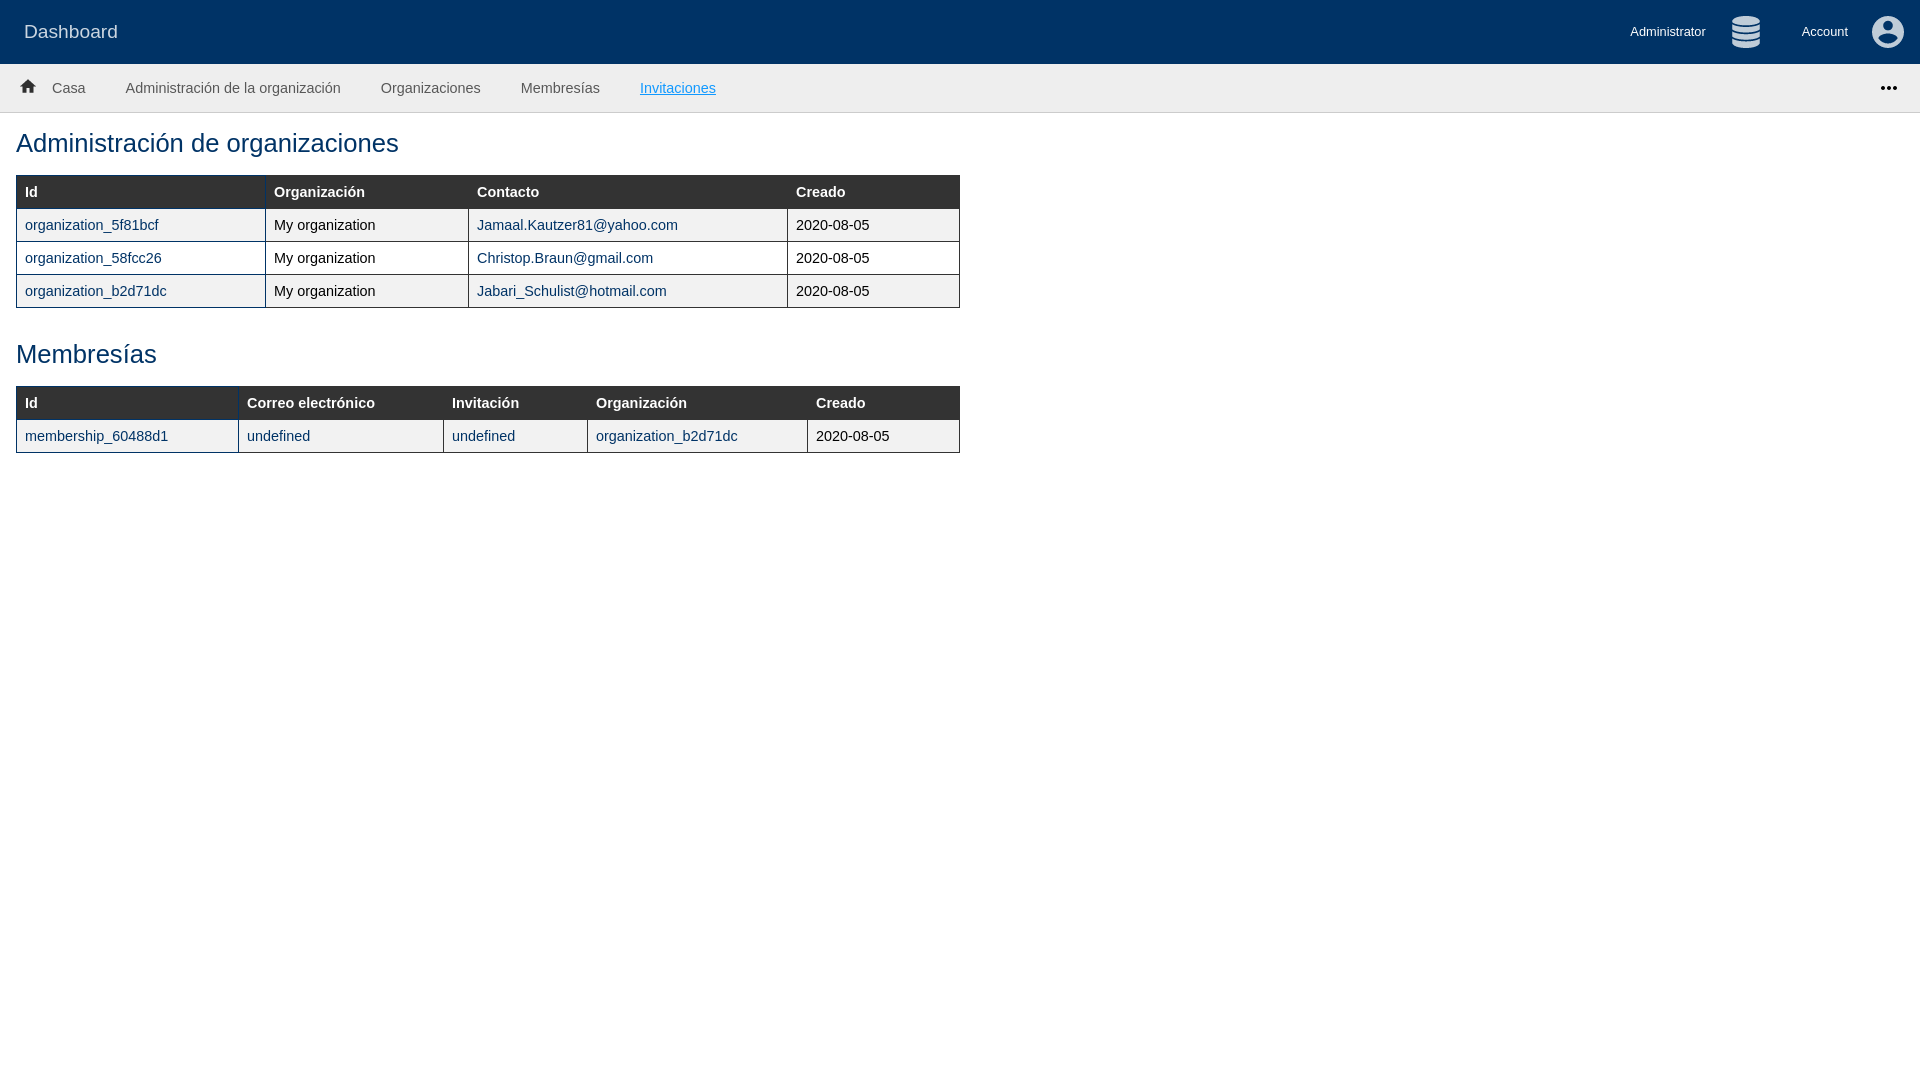 Dashboard Administrator Account
Casa Administración de la organización Organizaciones Membresías Invitaciones
Administración de organizaciones
Id Organización Contacto Creado
organization_5f81bcf My organization Jamaal.Kautzer81@yahoo.com 2020-08-05
organization_58fcc26 My organization Christop.Braun@gmail.com 2020-08-05
organization_b2d71dc My organization Jabari_Schulist@hotmail.com 2020-08-05
Membresías
Id Correo electrónico Invitación Organización Creado
membership_60488d1 undefined undefined organization_b2d71dc 2020-08-05